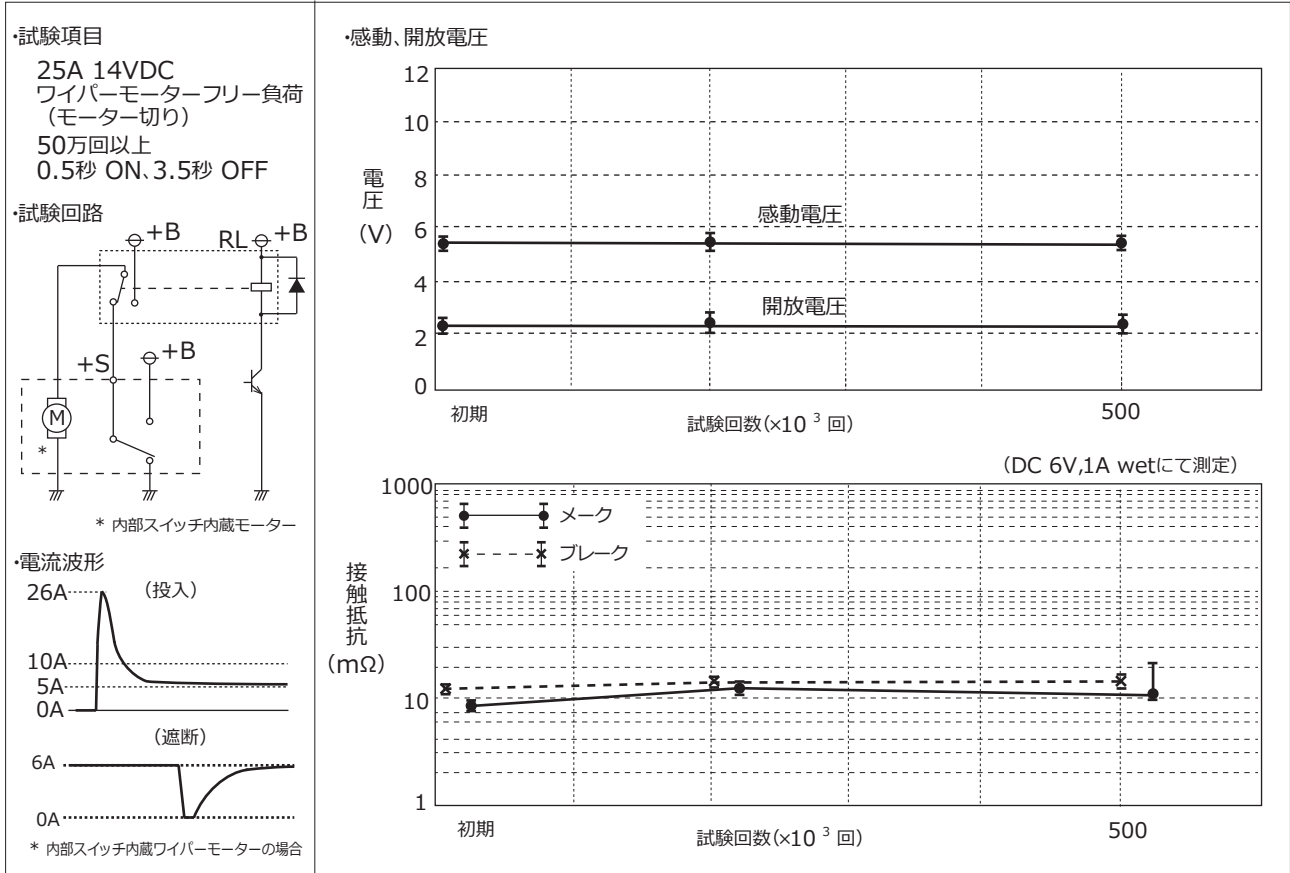 ・試験項目
25A 14VDC
ワイパーモーターフリー負荷
（モーター切り）
50万回以上
0.5秒 ON、3.5秒 OFF
・試験回路
+B
RL
+B
+S
+B
M
*
* 内部スイッチ内蔵モーター
・電流波形
（投入）
26A
10A
5A
0A
（遮断）
6A
0A
* 内部スイッチ内蔵ワイパーモーターの場合
・感動、開放電圧
12
10
8
6
4
2
0
電圧
（V）
感動電圧
開放電圧
初期
試験回数（×10 3 回）
500
（DC 6V,1A wetにて測定）
1000
100
10
1
接触抵抗
（mΩ）
メーク
ブレーク
初期
試験回数（×10 3 回）
500